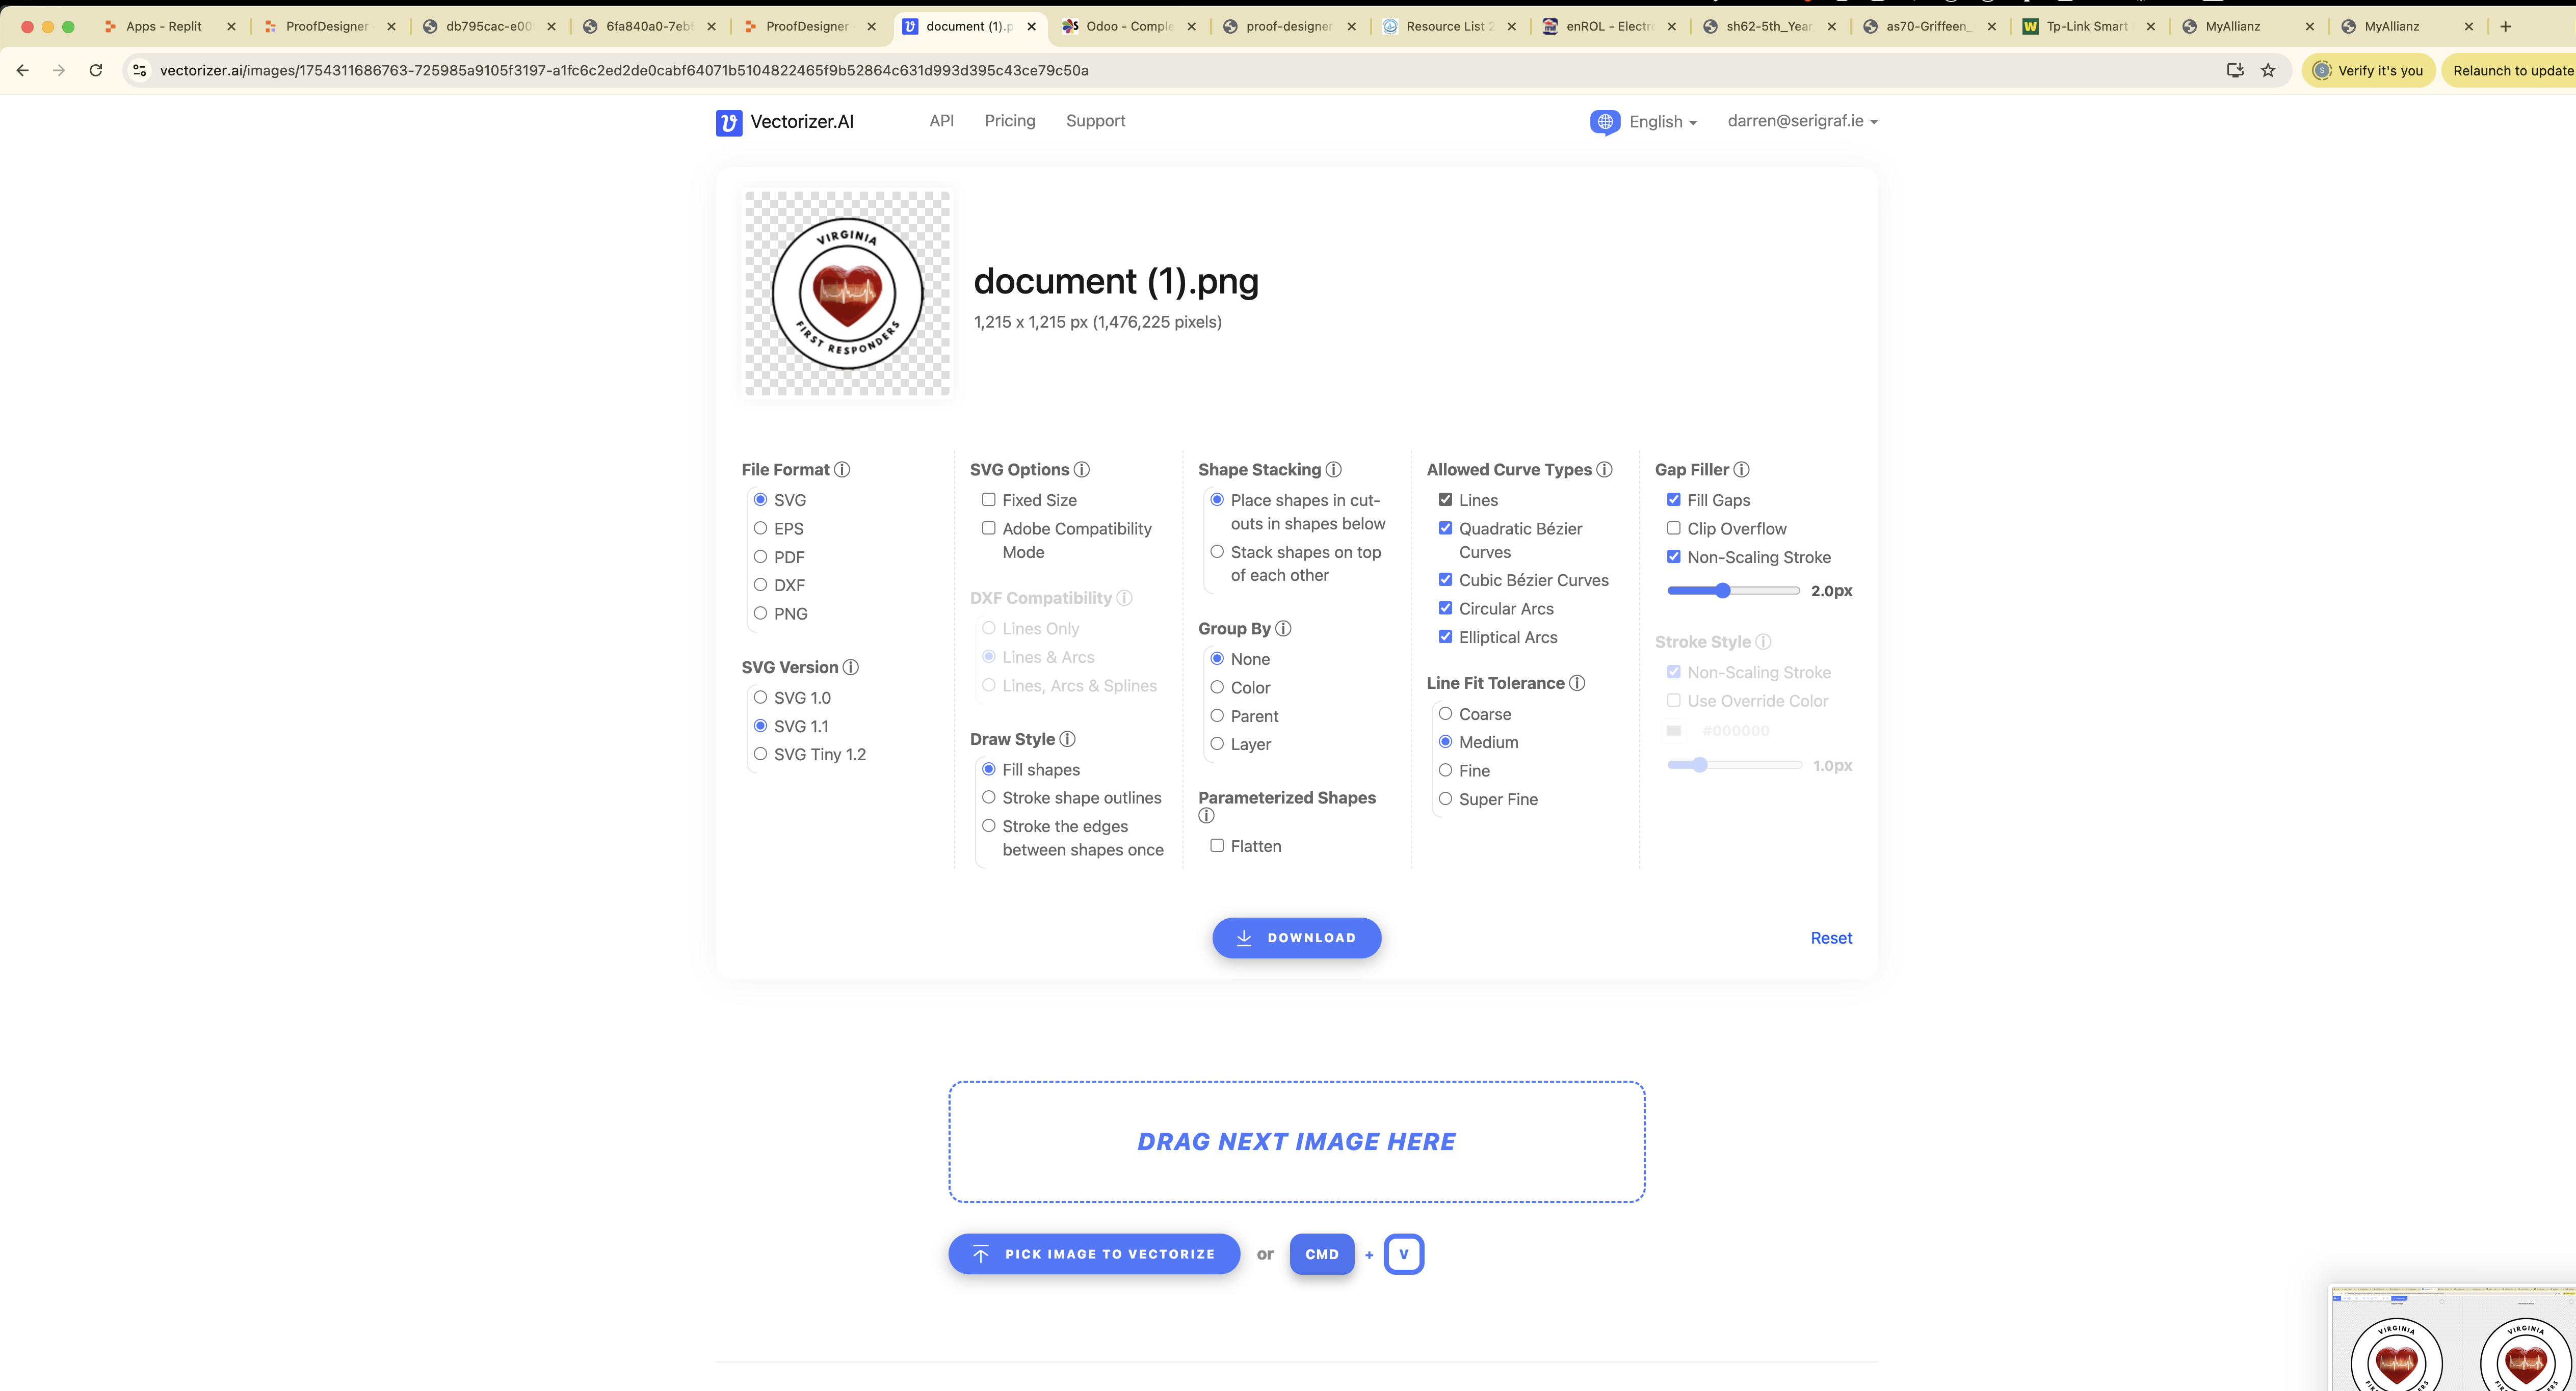 Apps - Replit
ProofDesigner
db795cac-e00
6fa840a0-7eb
ProofDesigner
document (1).p
Odoo - Comple
proof-designer
Resource List 2
enROL - Electr
sh62-5th_Year
as70-Griffeen_
Tp-Link Smart
MyAllianz
MyAllianz
vectorizer.ai/images/1754311686763-725985a9105f3197-a1fc6c2ed2de0cabf64071b5104822465f9b52864c631d993d395c43ce79c50a
S
Verify it's you
Relaunch to update
Vectorizer.AI
API
Pricing
Support
English
darren@serigraf.ie
VIRGINIA
FIRST RESPONDERS
document (1).png
1,215 x 1,215 px (1,476,225 pixels)
File Format
SVG
EPS
PDF
DXF
PNG
SVG Version
SVG 1.0
SVG 1.1
SVG Tiny 1.2
SVG Options
Fixed Size
Adobe Compatibility
Mode
DXF Compatibility
Lines Only
Lines & Arcs
Lines, Arcs & Splines
Draw Style
Fill shapes
Stroke shape outlines
Stroke the edges
between shapes once
Shape Stacking
Place shapes in cut-
outs in shapes below
Stack shapes on top
of each other
Group By
None
Color
Parent
Layer
Parameterized Shapes
Flatten
Allowed Curve Types
Lines
Quadratic Bézier
Curves
Cubic Bézier Curves
Circular Arcs
Elliptical Arcs
Line Fit Tolerance
Coarse
Medium
Fine
Super Fine
Gap Filler
Fill Gaps
Clip Overflow
Non-Scaling Stroke
2.0px
Stroke Style
Non-Scaling Stroke
Use Override Color
#000000
1.0px
DOWNLOAD
Reset
DRAG NEXT IMAGE HERE
PICK IMAGE TO VECTORIZE
or
CMD
+
V
VIRGINIA
VIRGINIA